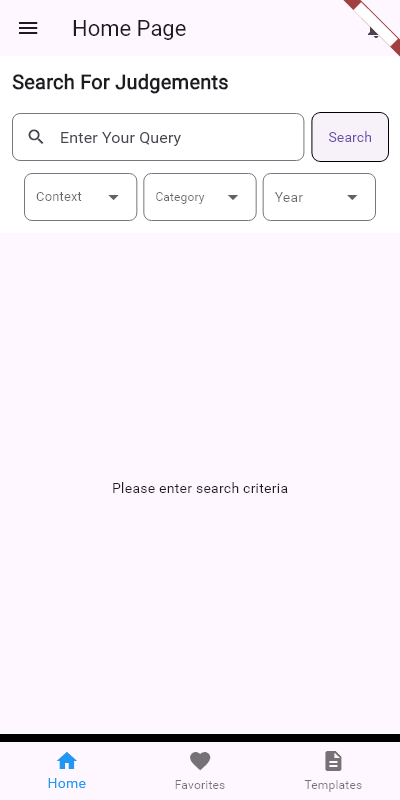 Home Page
Search For Judgements
Enter Your Query
Search
Context
Category
Year
Please enter search criteria
Home
Favorites
Templates